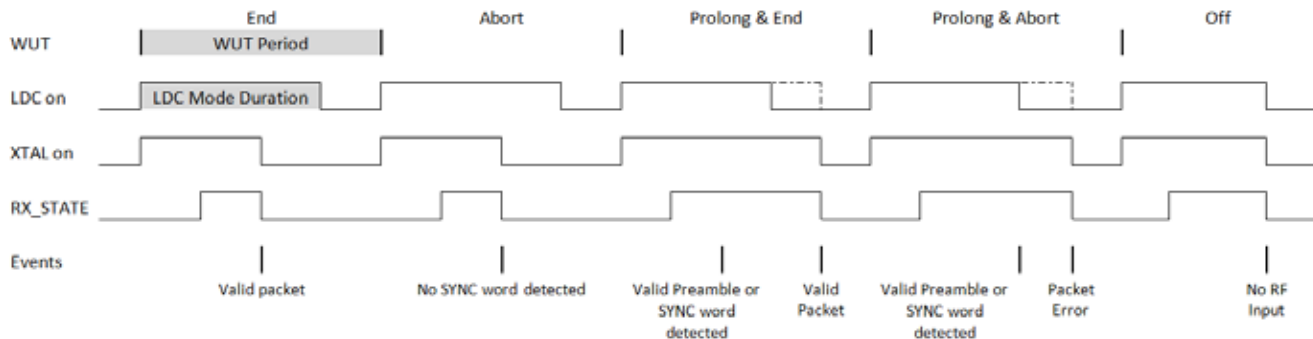 End Abort Prolong & End Prolong & Abort Off
WUT WUT Period
LDC on LDC Mode Duration
XTAL on
RX_STATE
Events
Valid packet No SYNC word detected Valid Preamble or Valid Valid Preamble or Packet No RF
SYNC word Packet SYNC word Error Input
detected detected